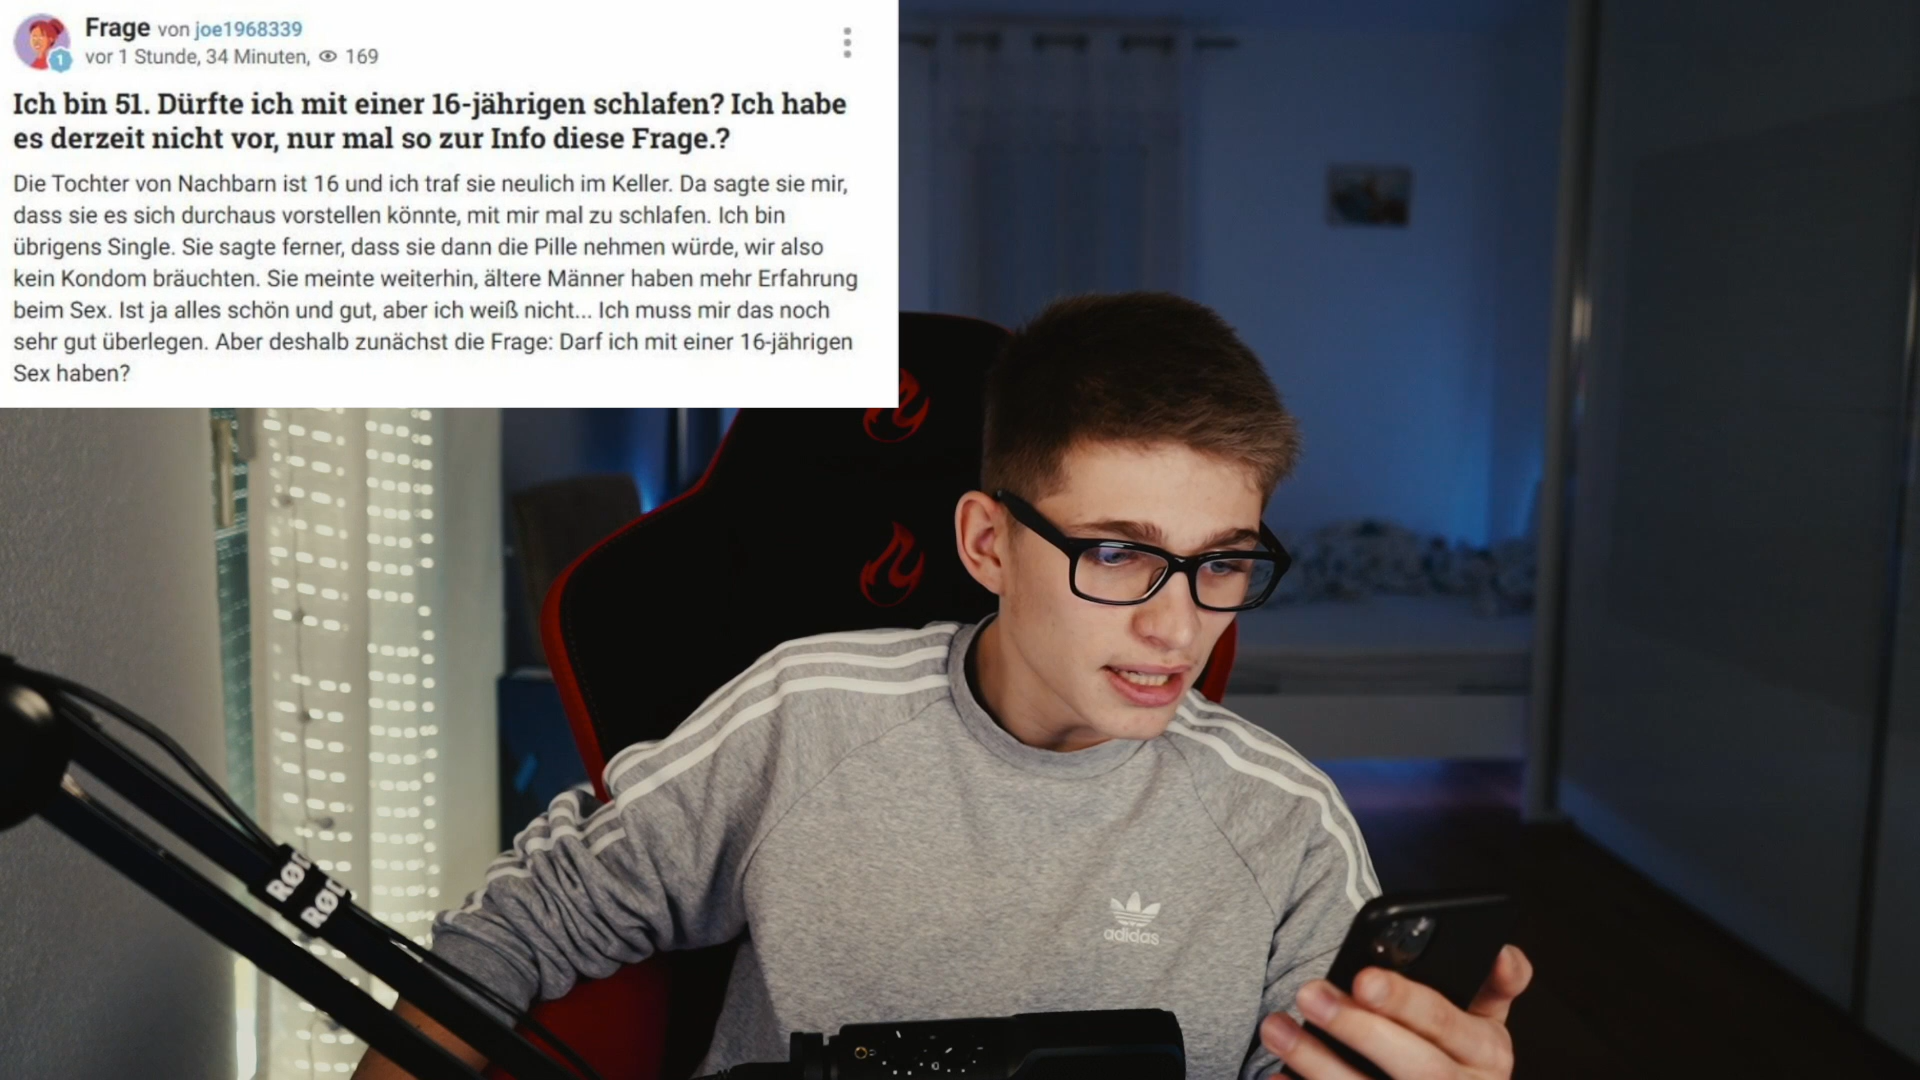 Frage von joe1968339
1
vor 1 Stunde, 34 Minuten, 169
Ich bin 51. Dürfte ich mit einer 16-jährigen schlafen? Ich habe
es derzeit nicht vor, nur mal so zur Info diese Frage.?
Die Tochter von Nachbarn ist 16 und ich traf sie neulich im Keller. Da sagte sie mir,
dass sie es sich durchaus vorstellen könnte, mit mir mal zu schlafen. Ich bin
übrigens Single. Sie sagte ferner, dass sie dann die Pille nehmen würde, wir also
kein Kondom bräuchten. Sie meinte weiterhin, ältere Männer haben mehr Erfahrung
beim Sex. Ist ja alles schön und gut, aber ich weiß nicht... Ich muss mir das noch
sehr gut überlegen. Aber deshalb zunächst die Frage: Darf ich mit einer 16-jährigen
Sex haben?
RØD
RØD
adidas